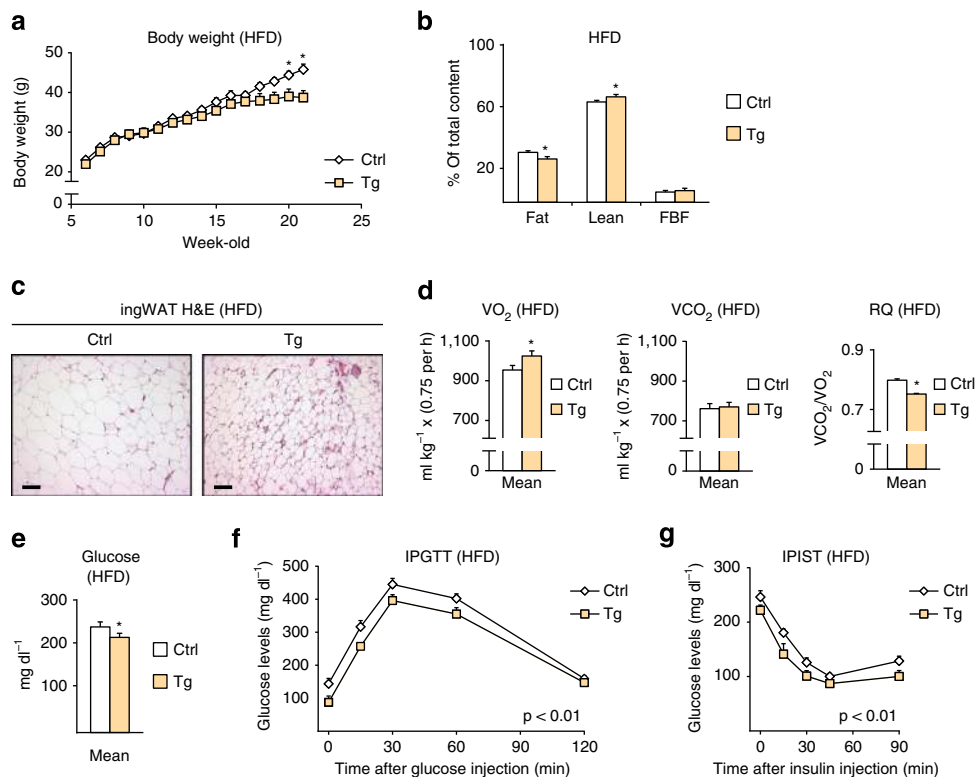 a
Body weight (HFD)
50
40
30
20
0
5 10 15 20 25
Body weight (g)
Week-old
* *
Ctrl
Tg
b
HFD
100
60
20
% Of total content
* *
Fat Lean FBF
Ctrl
Tg
c
ingWAT H&E (HFD)
Ctrl Tg
d
VO2 (HFD)
1,100
900
700
0
ml kg−1 x (0.75 per h)
*
Mean
Ctrl
Tg
VCO2 (HFD)
1,100
900
700
0
ml kg−1 x (0.75 per h)
Mean
Ctrl
Tg
RQ (HFD)
0.9
0.7
0
VCO2/VO2
*
Mean
Ctrl
Tg
e
Glucose
(HFD)
300
200
100
mg dl−1
*
Mean
Ctrl
Tg
f
IPGTT (HFD)
500
400
300
200
100
Glucose levels (mg dl−1)
0 30 60 90 120
Time after glucose injection (min)
Ctrl
Tg
p < 0.01
g
IPIST (HFD)
300
200
100
Glucose levels (mg dl−1)
0 30 60 90
Time after insulin injection (min)
Ctrl
Tg
p < 0.01